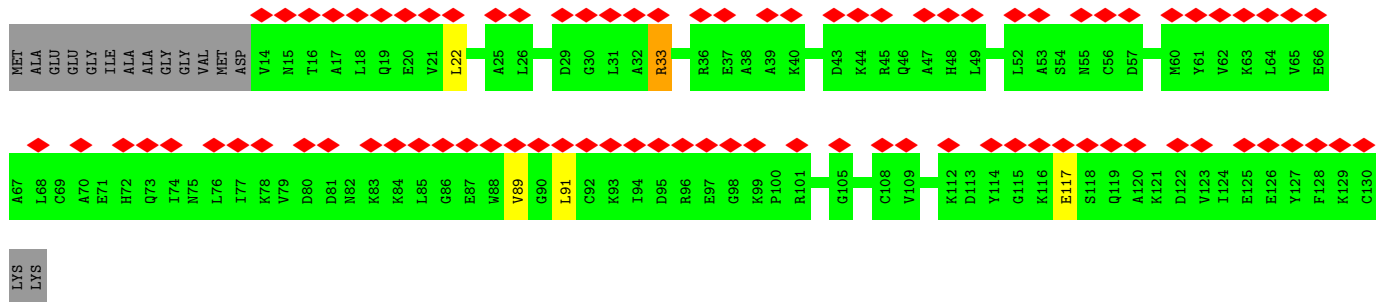 MET ALA GLU GLU GLY ILE ALA ALA GLY GLY VAL MET ASP V14 N15 T16 A17 L18 Q19 E20 V21 L22 A25 L26 D29 G30 L31 A32 R33 R36 E37 A38 A39 K40 D43 K44 R45 Q46 A47 H48 L49 L52 A53 S54 N55 C56 D57 M60 Y61 V62 K63 L64 V65 E66
A67 L68 C69 A70 E71 H72 Q73 I74 N75 L76 I77 K78 V79 D80 D81 N82 K83 K84 L85 G86 E87 W88 V89 G90 L91 C92 K93 I94 D95 R96 E97 G98 K99 P100 R101 G105 C108 V109 K112 D113 Y114 G115 K116 E117 S118 Q119 A120 K121 D122 V123 I124 E125 E126 Y127 F128 K129 C130
LYS LYS